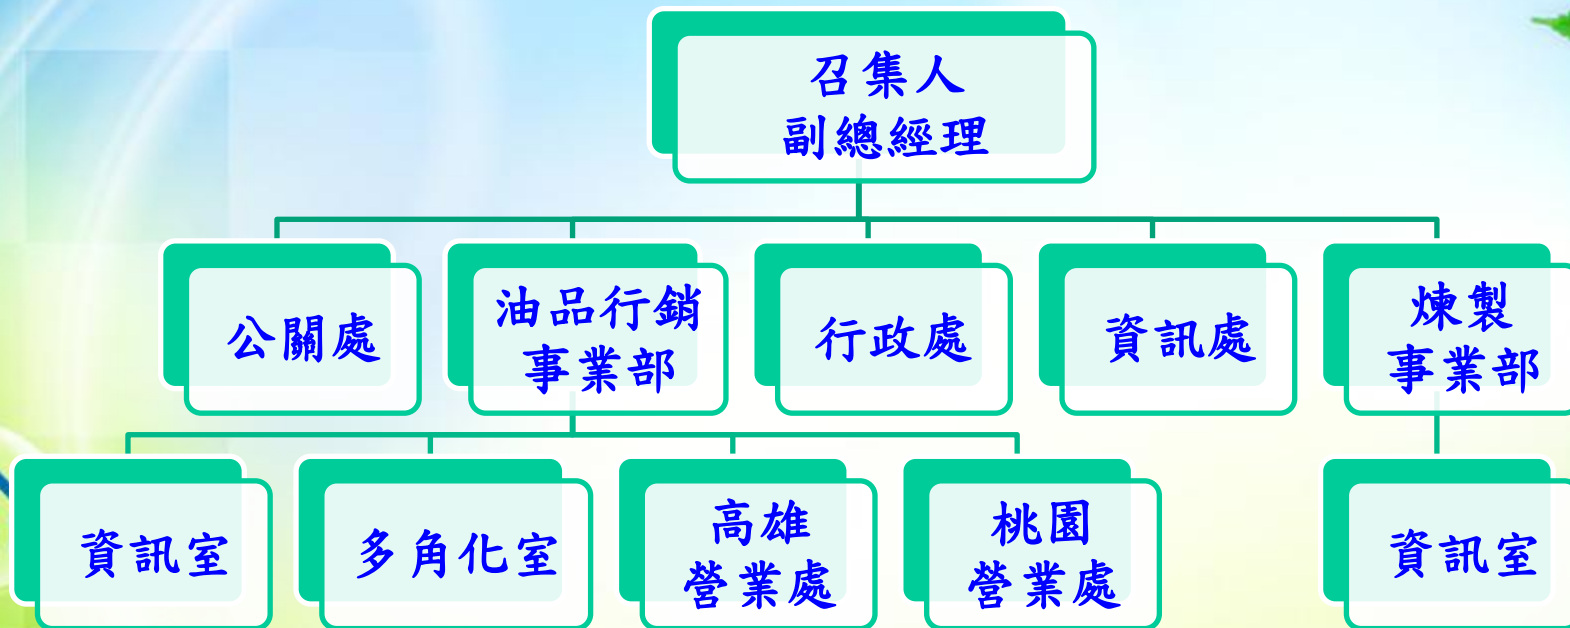 召集人
副總經理
公關處
油品行銷
事業部
行政處
資訊處
煉製
事業部
資訊室
多角化室
高雄
營業處
桃園
營業處
資訊室